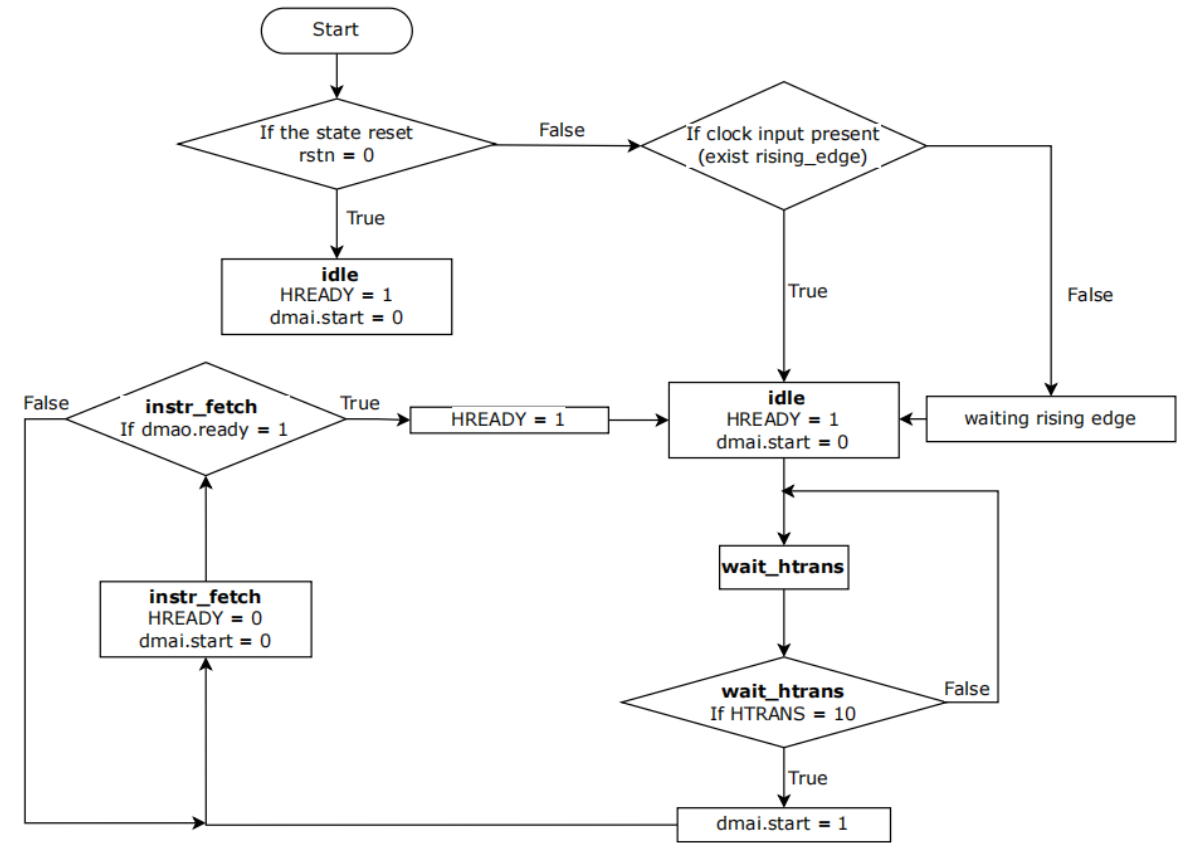 Start
If the state reset
rstn = 0
False
If clock input present
(exist rising_edge)
True
idle
HREADY = 1
dmai.start = 0
True
False
False
instr_fetch
If dmao.ready = 1
True
HREADY = 1
idle
HREADY = 1
dmai.start = 0
waiting rising edge
wait_htrans
instr_fetch
HREADY = 0
dmai.start = 0
wait_htrans
If HTRANS = 10
False
True
dmai.start = 1